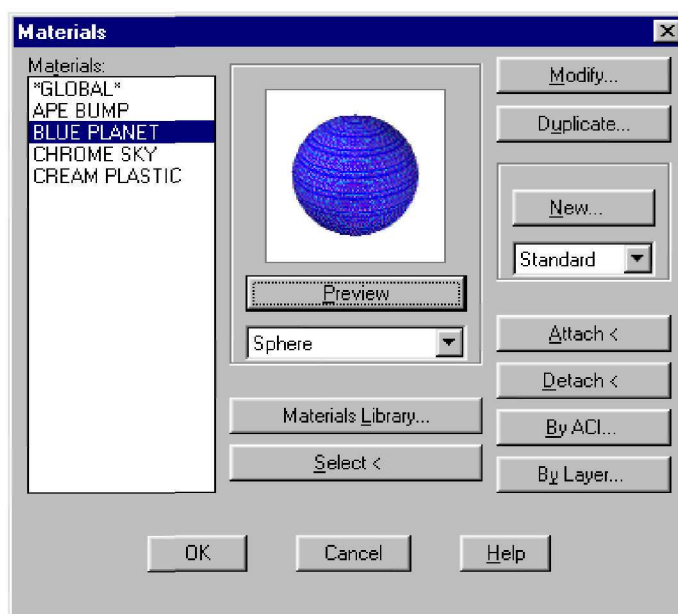 Materials
Materials:
*GLOBAL*
APE BUMP
BLUE PLANET
CHROME SKY
CREAM PLASTIC
Preview
Sphere
Materials Library...
Select <
Modify...
Duplicate...
New...
Standard
Attach <
Detach <
By ACI...
By Layer...
OK
Cancel
Help